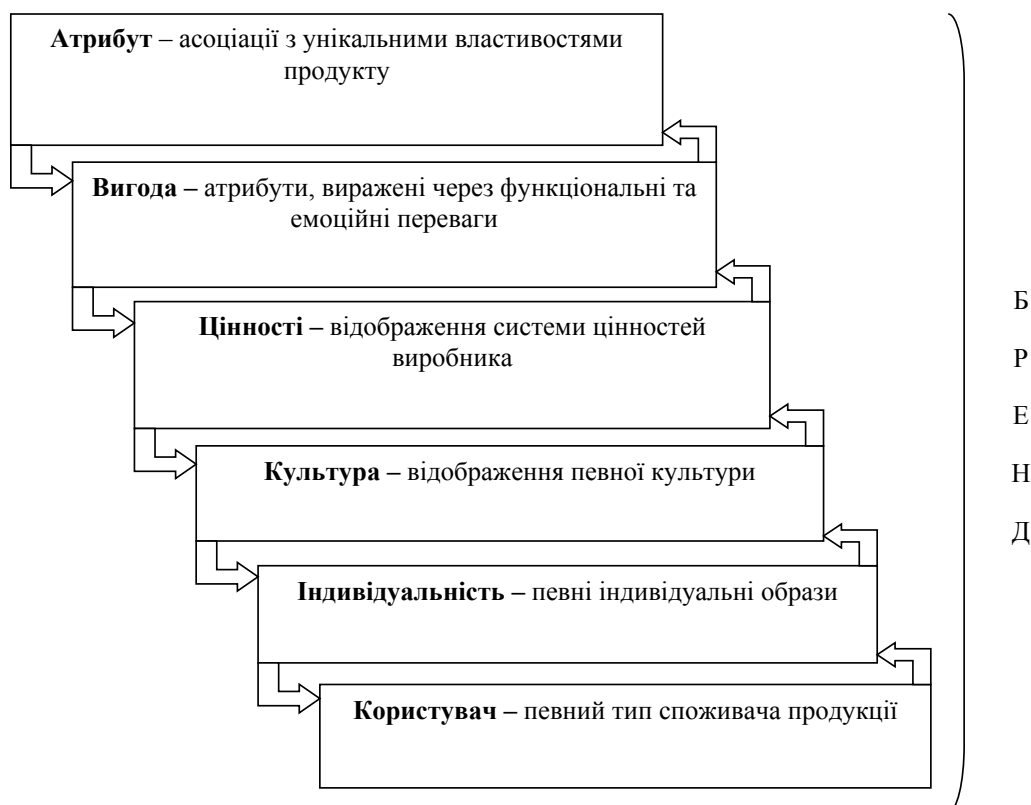 Атрибут – асоціації з унікальними властивостями
продукту
Вигода – атрибути, виражені через функціональні та
емоційні переваги
Цінності – відображення системи цінностей
виробника
Культура – відображення певної культури
Індивідуальність – певні індивідуальні образи
Користувач – певний тип споживача продукції
Б
Р
Е
Н
Д